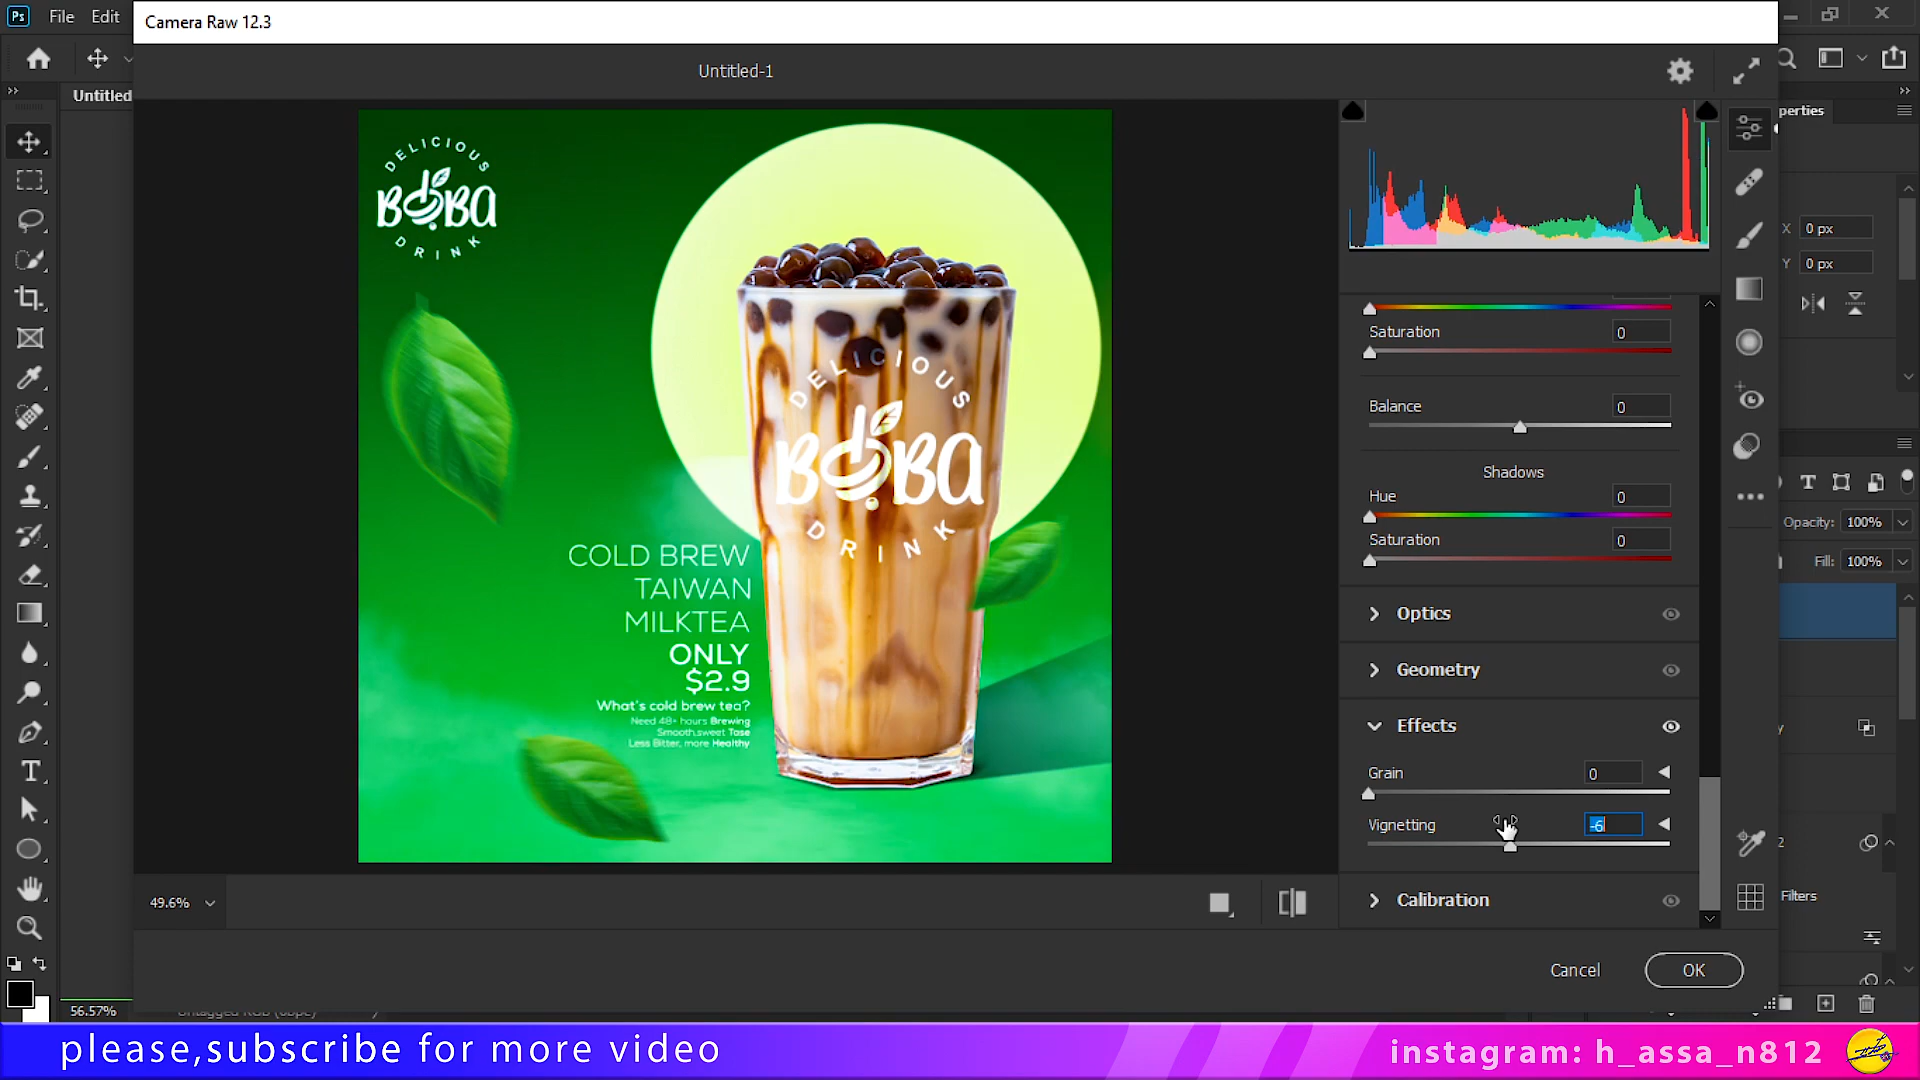 Ps File Edit
Camera Raw 12.3
Untitled-1
Untitled
perties
DELICIOUS
BOBA
DRINK
DELICIOUS
BOBA
DRINK
COLD BREW
TAIWAN
MILKTEA
ONLY
$2.9
What's cold brew tea?
Need 48+ hours Brewing
Smooth,sweet Tase
Less Bitter, more Healthy
Saturation 0
Balance 0
Shadows
Hue 0
Saturation 0
Optics
Geometry
Effects
Grain 0
Vignetting -6
Calibration
X 0 px
Y 0 px
Opacity: 100%
Fill: 100%
y
2
Filters
49.6%
Cancel OK
56.57%
please,subscribe for more video
instagram: h_assa_n812